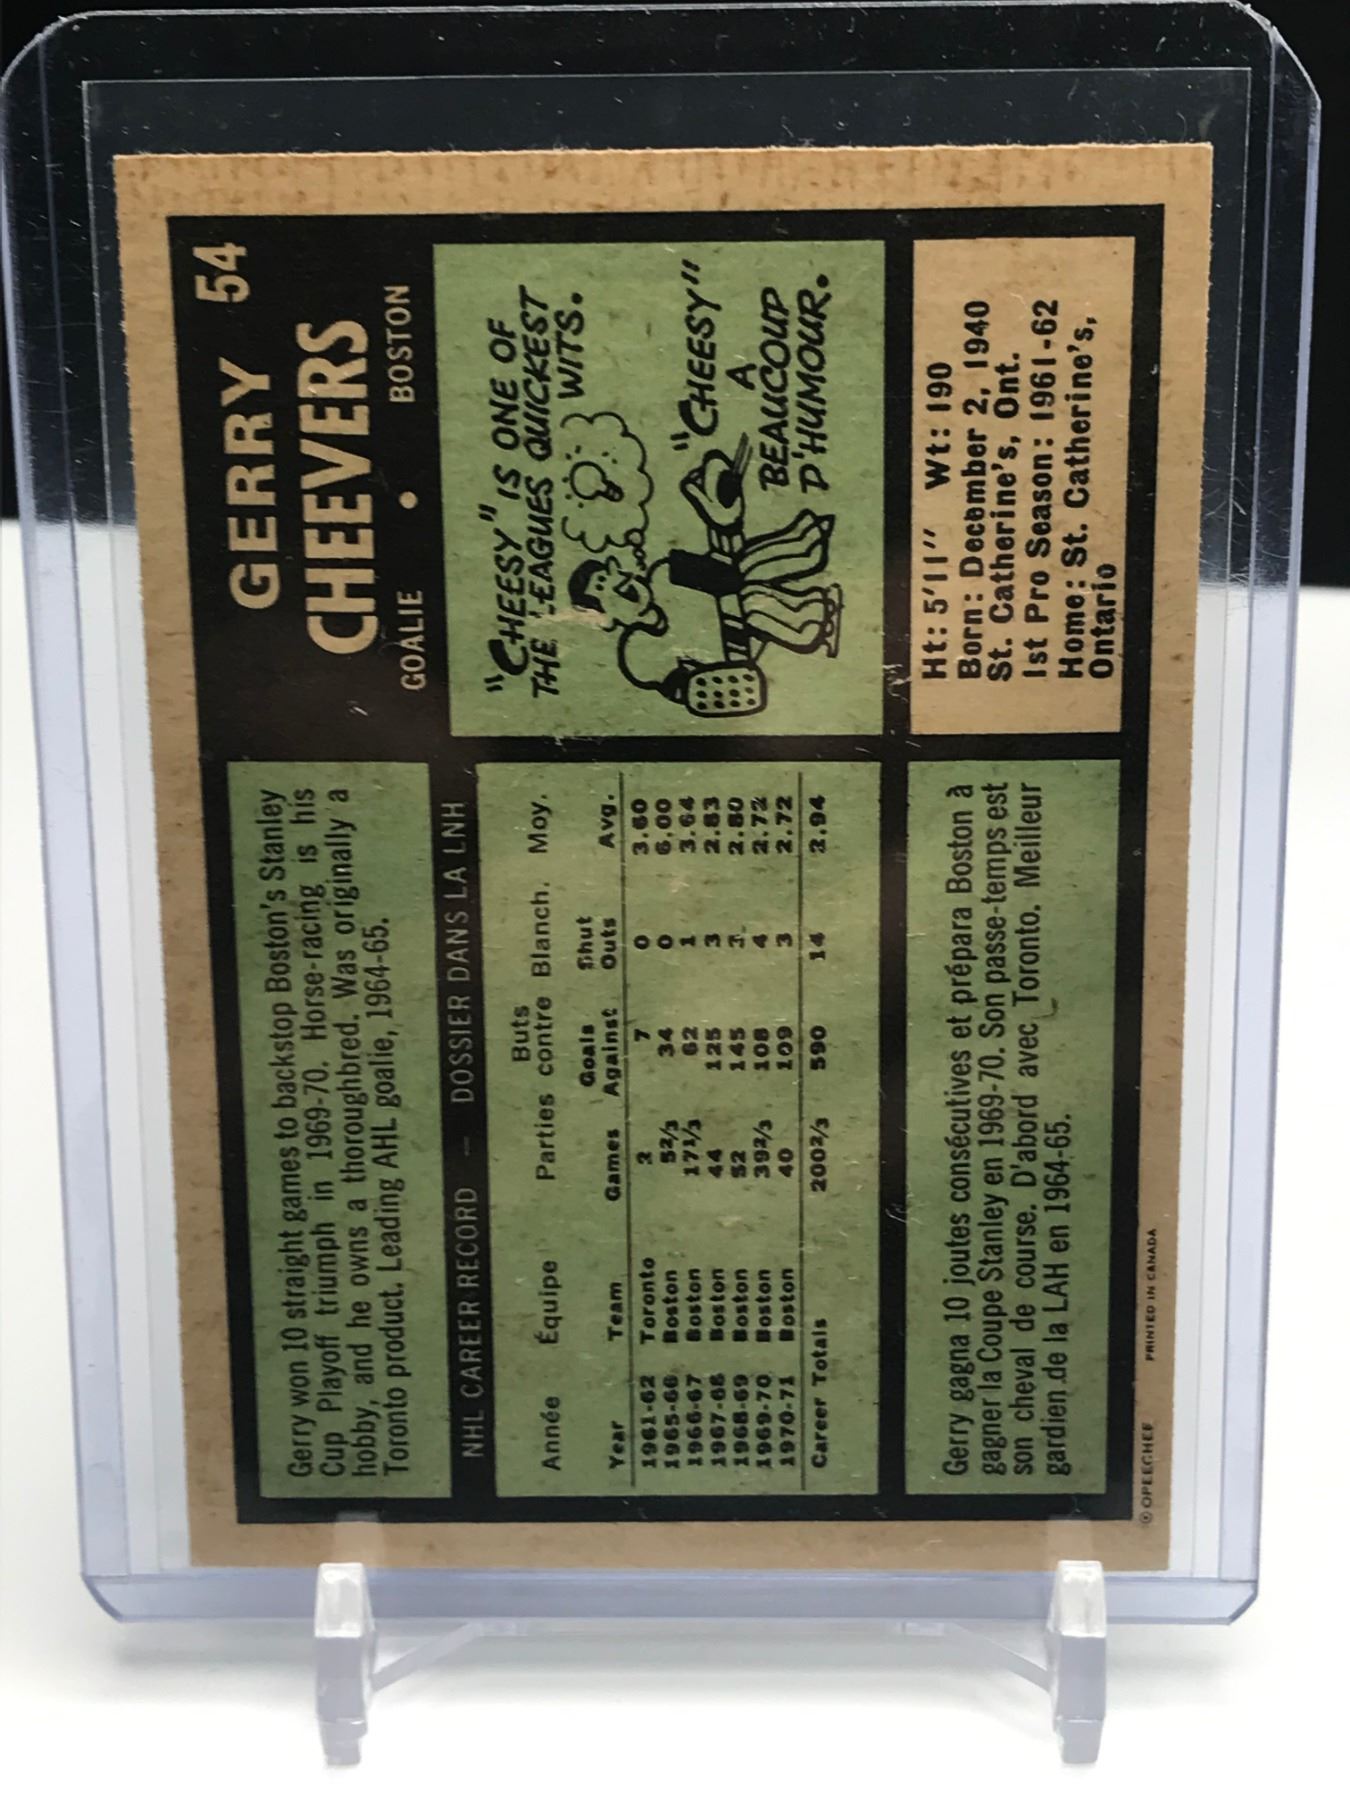 GERRY 54
CHEEVERS
GOALIE • BOSTON
Gerry won 10 straight games to backstop Boston's Stanley
Cup Playoff triumph in 1969-70. Horse-racing is his
hobby, and he owns a thoroughbred. Was originally a
Toronto product. Leading AHL goalie, 1964-65.
NHL CAREER RECORD — DOSSIER DANS LA LNH
Année Équipe Parties Buts contre Blanch. Moy.
Year Team Games Goals Against Shut Outs Avg.
1961-62 Toronto 2 7 0 3.50
1965-66 Boston 52/3 34 0 6.00
1966-67 Boston 171/3 62 1 3.64
1967-68 Boston 44 125 3 2.83
1968-69 Boston 52 145 3 2.80
1969-70 Boston 392/3 108 4 2.72
1970-71 Boston 40 109 3 2.72
Career Totals 2002/3 590 14 2.94
"CHEESY" IS ONE OF
THE LEAGUES QUICKEST
WITS.
"CHEESY"
A
BEAUCOUP
D'HUMOUR.
Gerry gagna 10 joutes consécutives et prépara Boston à
gagner la Coupe Stanley en 1969-70. Son passe-temps est
son cheval de course. D'abord avec Toronto. Meilleur
gardien de la LAH en 1964-65.
Ht: 5'11" Wt: 190
Born: December 2, 1940
St. Catherine's, Ont.
1st Pro Season: 1961-62
Home: St. Catherine's,
Ontario
© OPEECHEE PRINTED IN CANADA